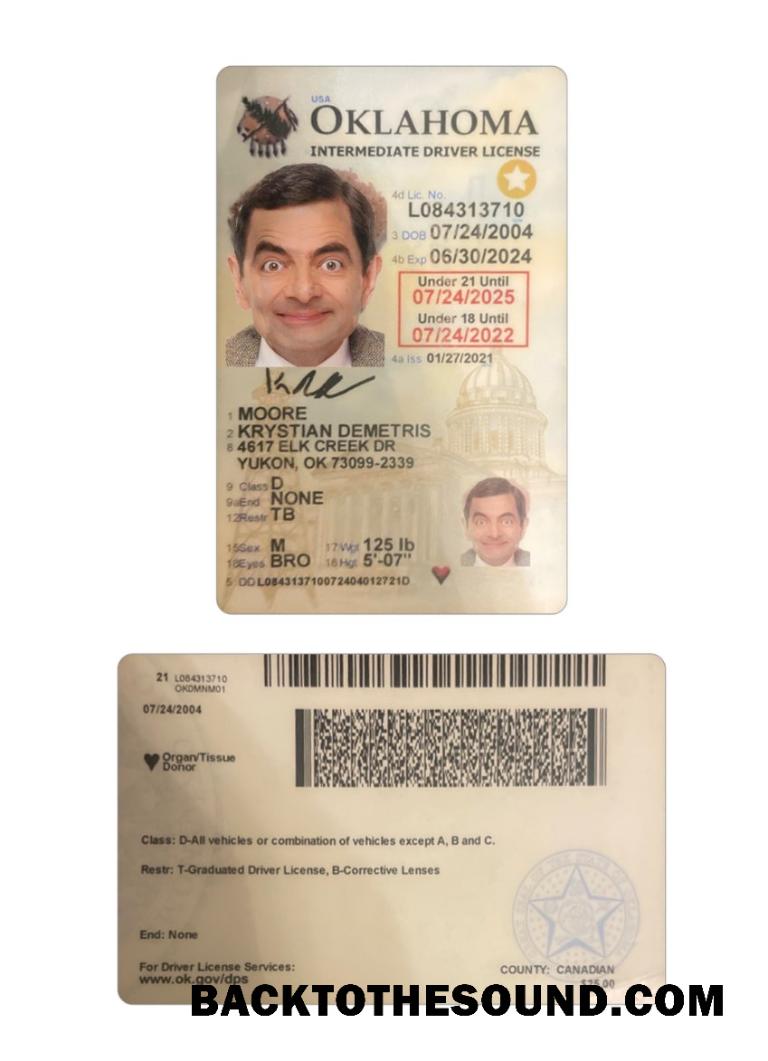 USA
OKLAHOMA
INTERMEDIATE DRIVER LICENSE
4d Lic. No.
L084313710
3 DOB 07/24/2004
4b Exp 06/30/2024
Under 21 Until
07/24/2025
Under 18 Until
07/24/2022
4a Iss 01/27/2021
1 MOORE
2 KRYSTIAN DEMETRIS
8 4617 ELK CREEK DR
YUKON, OK 73099-2339
9 Class D
9aEnd NONE
12Restr TB
15Sex M 17Wgt 125 lb
18Eyes BRO 16Hgt 5'-07"
5 DD L084313710072404012721D
21 L084313710
OKDMNM01
07/24/2004
Organ/Tissue
Donor
Class: D-All vehicles or combination of vehicles except A, B and C.
Restr: T-Graduated Driver License, B-Corrective Lenses
End: None
For Driver License Services:
www.ok.gov/dps
COUNTY: CANADIAN
BACKTOTHESOUND.COM